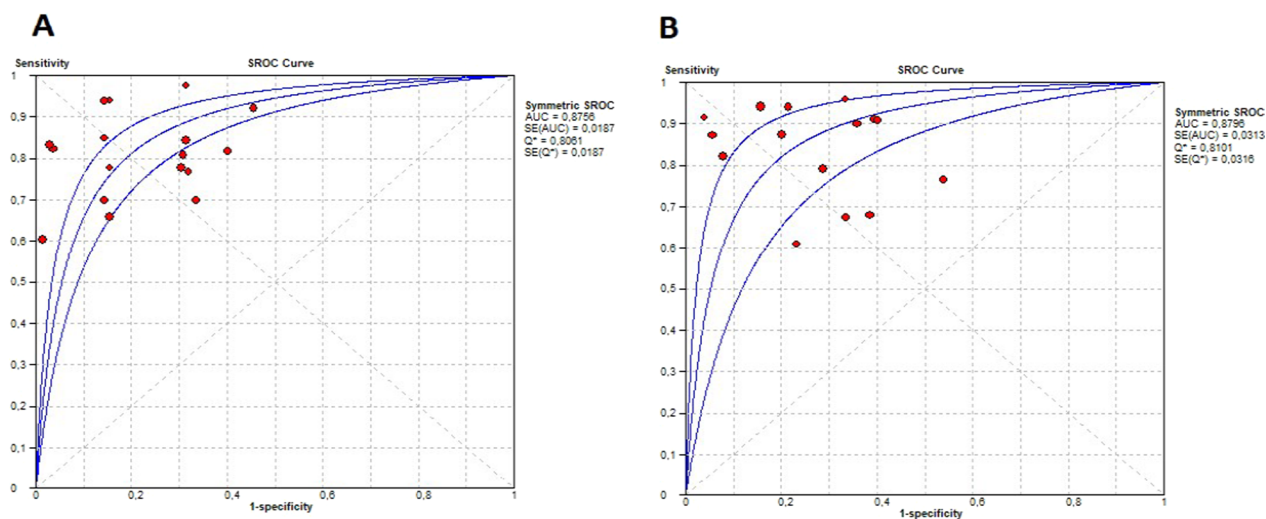 A
Sensitivity
SROC Curve
1
0,9
0,8
0,7
0,6
0,5
0,4
0,3
0,2
0,1
0
0
0,2
0,4
0,6
0,8
1
1-specificity
Symmetric SROC
AUC = 0,8756
SE(AUC) = 0,0187
Q* = 0,8061
SE(Q*) = 0,0187
B
Sensitivity
SROC Curve
1
0,9
0,8
0,7
0,6
0,5
0,4
0,3
0,2
0,1
0
0
0,2
0,4
0,6
0,8
1
1-specificity
Symmetric SROC
AUC = 0,8796
SE(AUC) = 0,0313
Q* = 0,8101
SE(Q*) = 0,0316